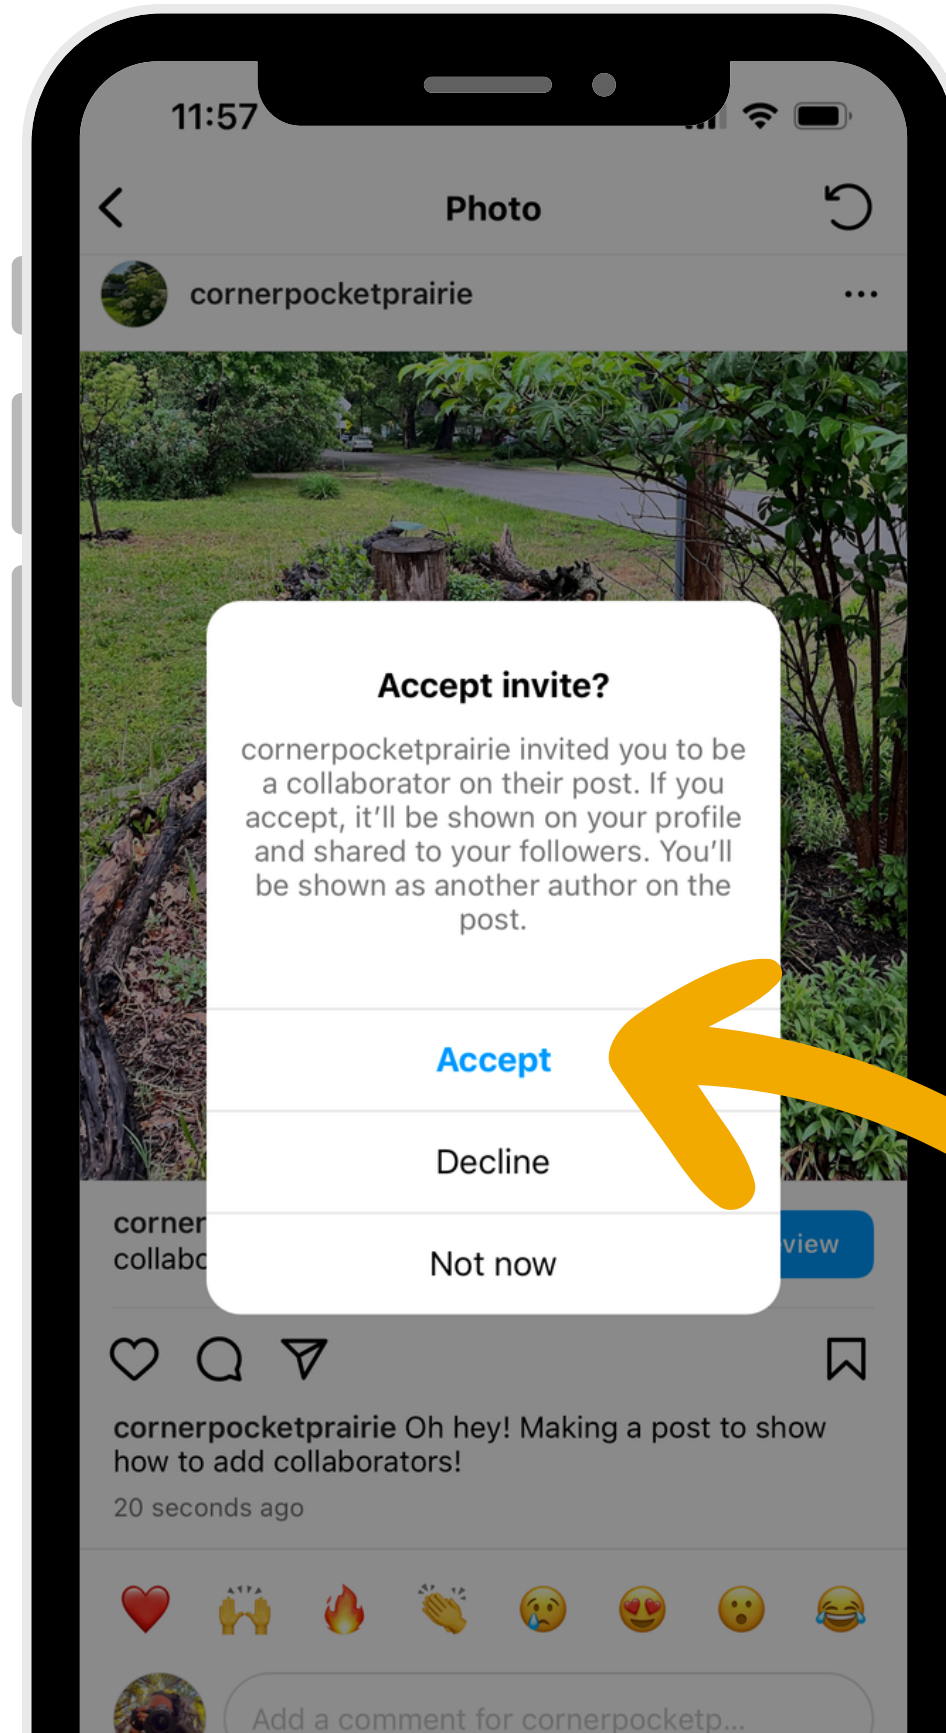 11:57
Photo
cornerpocketprairie
Accept invite?
cornerpocketprairie invited you to be
a collaborator on their post. If you
accept, it'll be shown on your profile
and shared to your followers. You'll
be shown as another author on the
post.
Accept
Decline
Not now
cornerpocketprairie Oh hey! Making a post to show
how to add collaborators!
20 seconds ago
Add a comment for cornerpocketp...